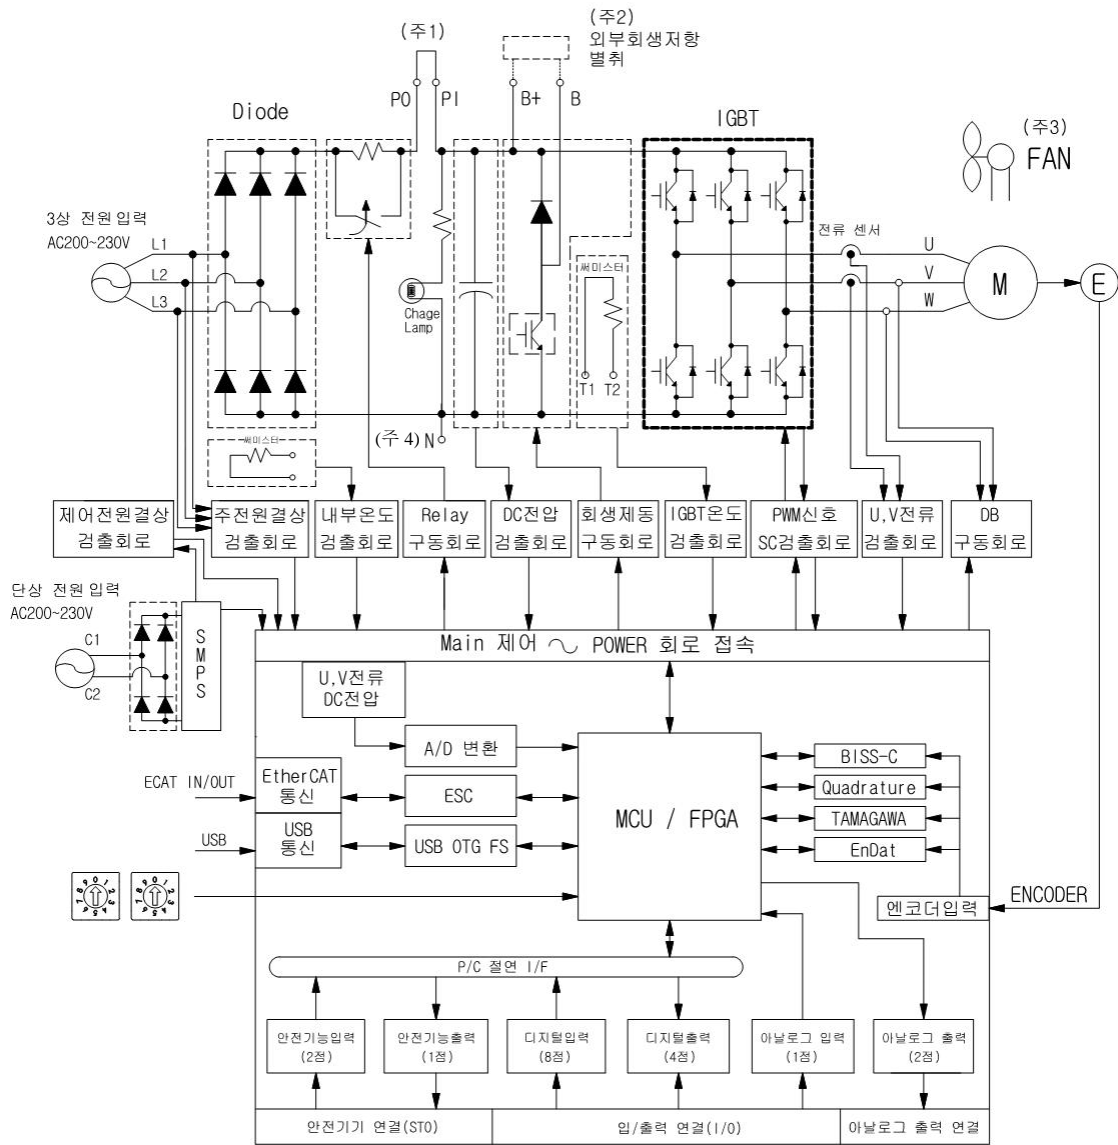 (주1)
(주2)
외부회생저항
별취
P0
PI
B+
B
Diode
IGBT
(주3)
FAN
3상 전원입력
AC200~230V
L1
L2
L3
Chage
Lamp
써미스터
T1
T2
전류 센서
U
V
W
M
E
(주 4) N
써미스터
제어전원결상
검출회로
주전원결상
검출회로
내부온도
검출회로
Relay
구동회로
DC전압
검출회로
회생제동
구동회로
IGBT온도
검출회로
PWM신호
SC검출회로
U,V전류
검출회로
DB
구동회로
단상 전원입력
AC200~230V
C1
C2
SMPS
Main 제어 ～ POWER 회로 접속
U,V전류
DC전압
A/D 변환
ECAT IN/OUT
EtherCAT
통신
ESC
USB
USB
통신
USB OTG FS
MCU / FPGA
BISS-C
Quadrature
TAMAGAWA
EnDat
엔코더입력
ENCODER
P/C 절연 I/F
안전기능입력
(2점)
안전기능출력
(1점)
디지털입력
(8점)
디지털출력
(4점)
아날로그 입력
(1점)
아날로그 출력
(2점)
안전기기 연결(STO)
입/출력 연결(I/O)
아날로그 출력 연결